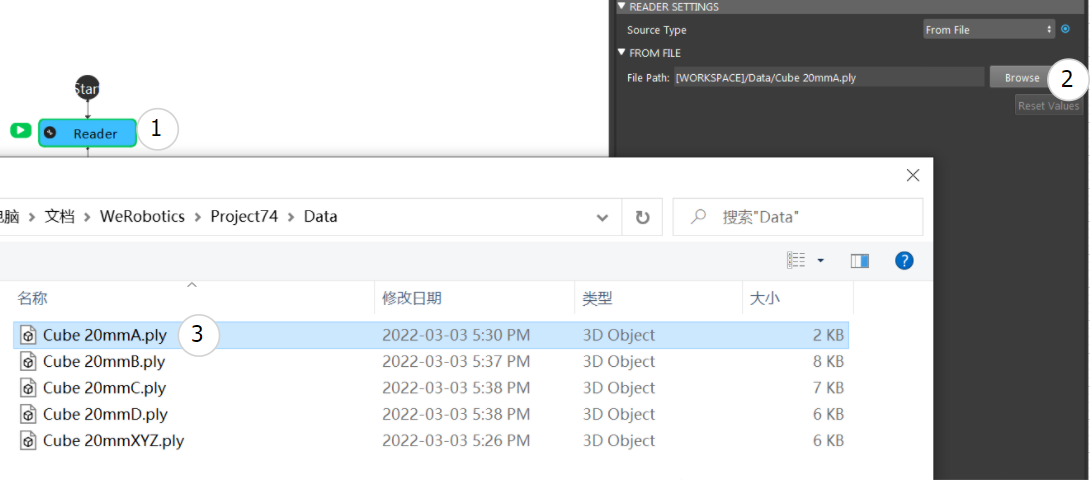 READER SETTINGS
Source Type From File
FROM FILE
File Path: [WORKSPACE]/Data/Cube 20mmA.ply Browse 2
Reset Values
Start
Reader 1
电脑 > 文档 > WeRobotics > Project74 > Data 搜索"Data"
名称 修改日期 类型 大小
Cube 20mmA.ply 3 2022-03-03 5:30 PM 3D Object 2 KB
Cube 20mmB.ply 2022-03-03 5:37 PM 3D Object 8 KB
Cube 20mmC.ply 2022-03-03 5:38 PM 3D Object 7 KB
Cube 20mmD.ply 2022-03-03 5:38 PM 3D Object 6 KB
Cube 20mmXYZ.ply 2022-03-03 5:26 PM 3D Object 6 KB